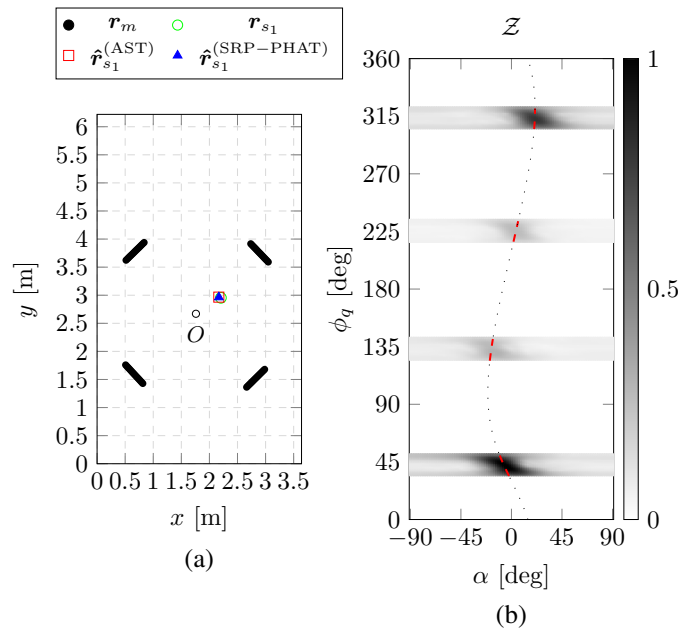 r_m r_{s_1}
r̂_{s_1}^{(AST)} r̂_{s_1}^{(SRP−PHAT)}
6
5.5
5
4.5
4
3.5
3
2.5
2
1.5
1
0.5
0
y [m]
O
0 0.5 1 1.5 2 2.5 3 3.5
x [m]
(a)
𝒵
360
315
270
225
180
135
90
45
0
ϕ_q [deg]
−90 −45 0 45 90
α [deg]
1
0.5
0
(b)